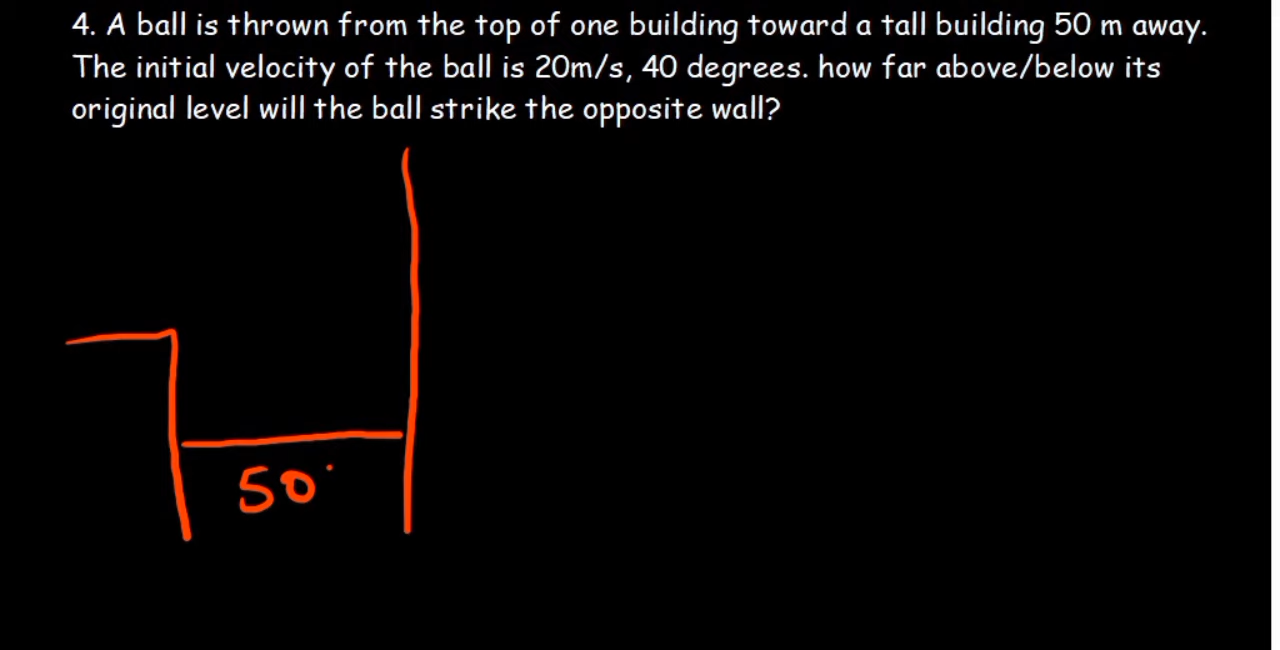 4. A ball is thrown from the top of one building toward a tall building 50 m away.
The initial velocity of the ball is 20m/s, 40 degrees. how far above/below its
original level will the ball strike the opposite wall?
50